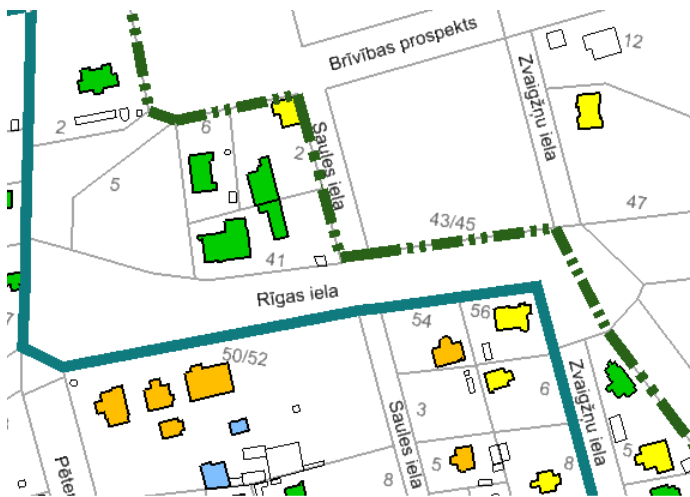 Brīvības prospekts
12
Zvaigžņu iela
2
6
2
Saules iela
5
47
43/45
41
Rīgas iela
54
56
50/52
Saules iela
3
6
Zvaigžņu iela
5
5
8
8